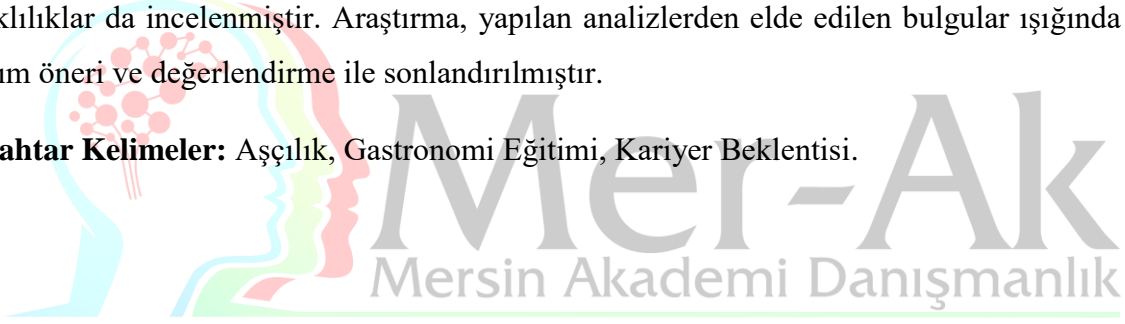 klılıklar da incelenmiştir. Araştırma, yapılan analizlerden elde edilen bulgular ışığında
ım öneri ve değerlendirme ile sonlandırılmıştır.
ahtar Kelimeler: Aşçılık, Gastronomi Eğitimi, Kariyer Beklentisi.
Mer-Ak
Mersin Akademi Danışmanlık